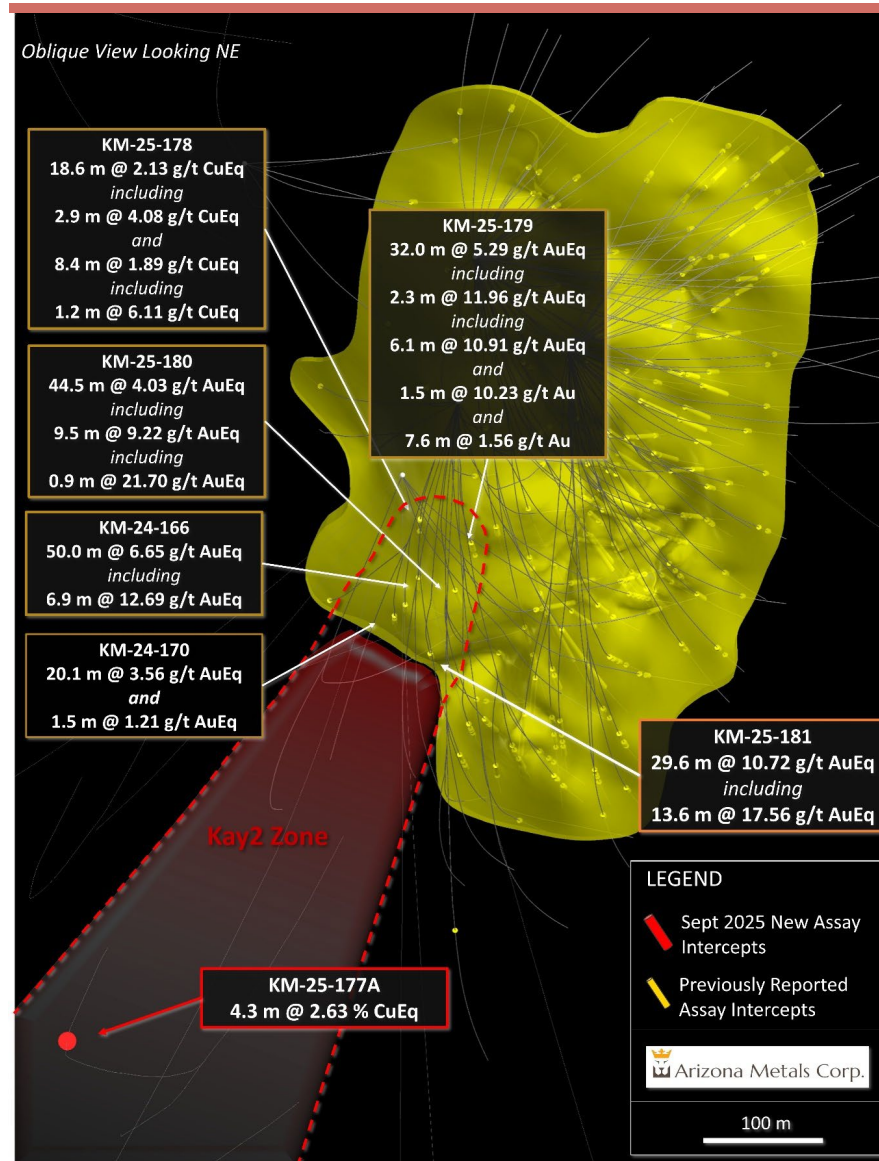 Oblique View Looking NE
KM-25-178
18.6 m @ 2.13 g/t CuEq
including
2.9 m @ 4.08 g/t CuEq
and
8.4 m @ 1.89 g/t CuEq
including
1.2 m @ 6.11 g/t CuEq
KM-25-179
32.0 m @ 5.29 g/t AuEq
including
2.3 m @ 11.96 g/t AuEq
including
6.1 m @ 10.91 g/t AuEq
and
1.5 m @ 10.23 g/t Au
and
7.6 m @ 1.56 g/t Au
KM-25-180
44.5 m @ 4.03 g/t AuEq
including
9.5 m @ 9.22 g/t AuEq
including
0.9 m @ 21.70 g/t AuEq
KM-24-166
50.0 m @ 6.65 g/t AuEq
including
6.9 m @ 12.69 g/t AuEq
KM-24-170
20.1 m @ 3.56 g/t AuEq
and
1.5 m @ 1.21 g/t AuEq
KM-25-181
29.6 m @ 10.72 g/t AuEq
including
13.6 m @ 17.56 g/t AuEq
Kay2 Zone
KM-25-177A
4.3 m @ 2.63 % CuEq
LEGEND
Sept 2025 New Assay
Intercepts
Previously Reported
Assay Intercepts
Arizona Metals Corp.
100 m